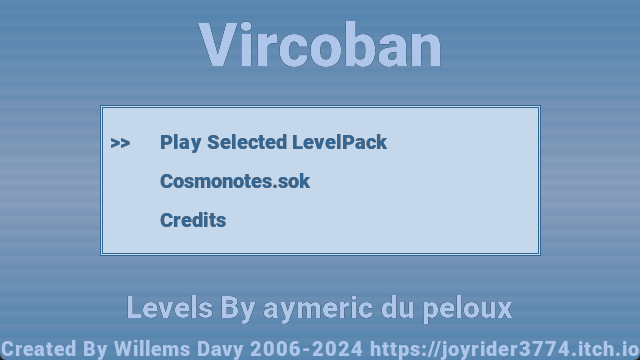 Vircoban
>> Play Selected LevelPack
Cosmonotes.sok
Credits
Levels By aymeric du peloux
Created By Willems Davy 2006-2024 https://joyrider3774.itch.io